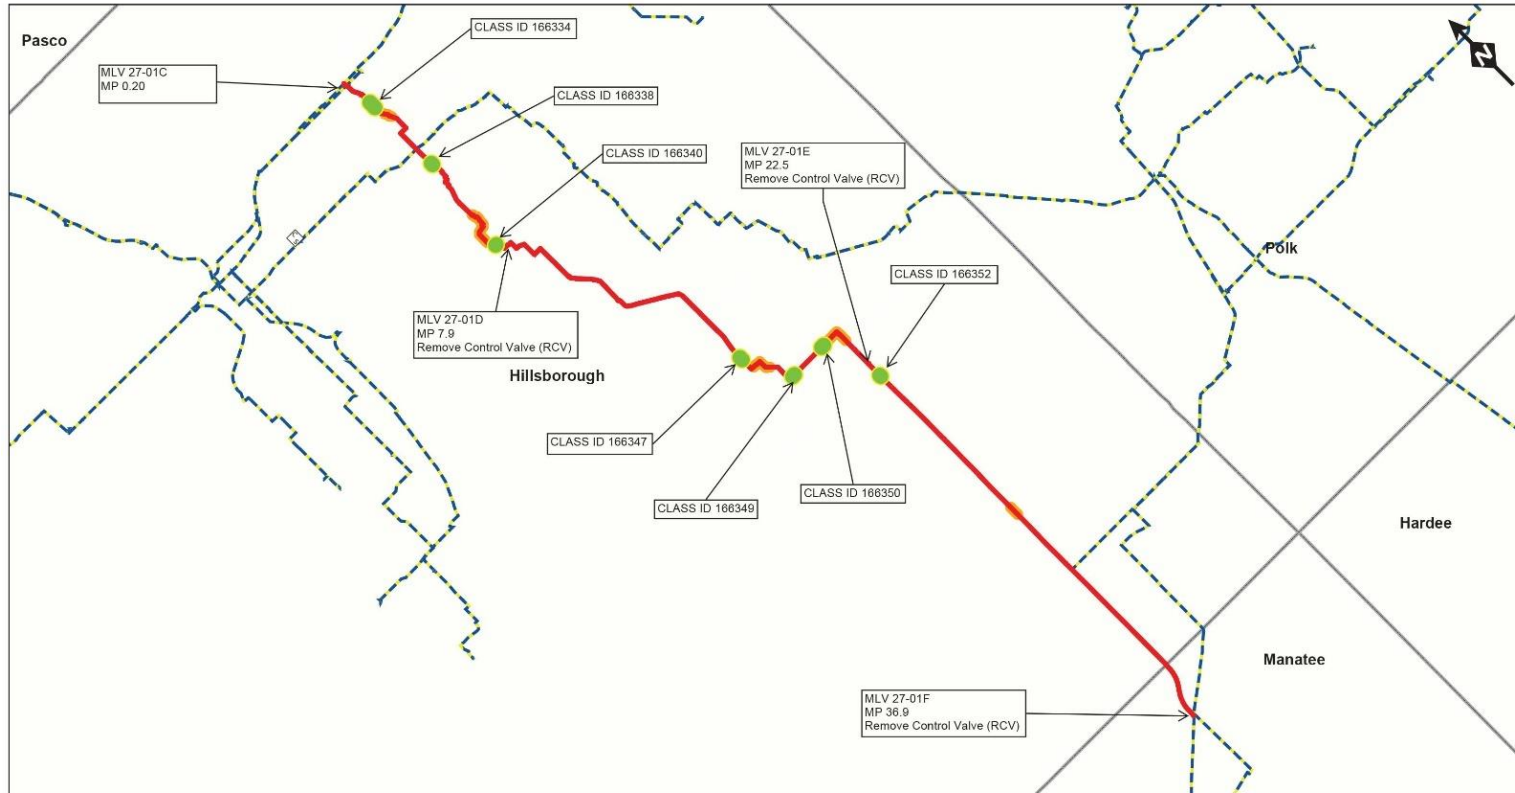 Pasco
CLASS ID 166334
MLV 27-01C
MP 0.20
CLASS ID 166338
CLASS ID 166340
MLV 27-01E
MP 22.5
Remove Control Valve (RCV)
N
Polk
CLASS ID 166352
MLV 27-01D
MP 7.9
Remove Control Valve (RCV)
Hillsborough
CLASS ID 166347
CLASS ID 166349
CLASS ID 166350
Hardee
Manatee
MLV 27-01F
MP 36.9
Remove Control Valve (RCV)